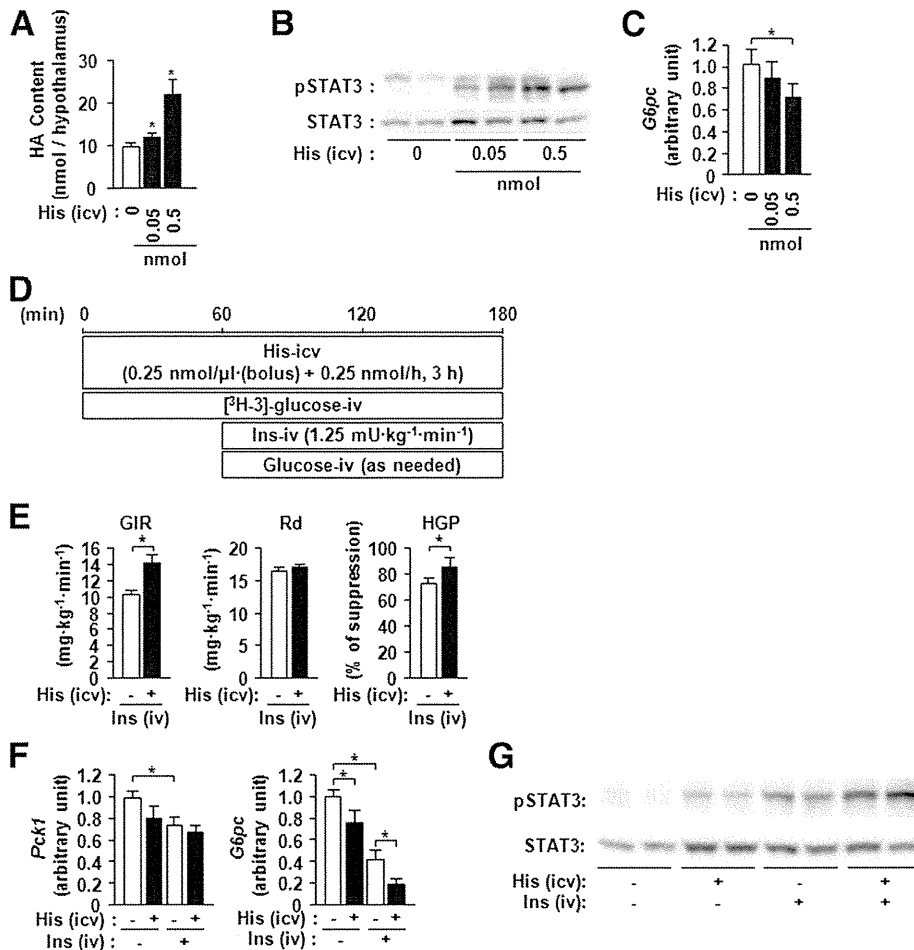 A
HA Content
(nmol / hypothalamus)
30
20
10
0
*
*
His (icv) : 0 0.05 0.5
nmol
B
pSTAT3 :
STAT3 :
His (icv) : 0 0.05 0.5
nmol
C
G6pc
(arbitrary unit)
1.2
1.0
0.8
0.6
0.4
0.2
0
*
His (icv) : 0 0.05 0.5
nmol
D
(min) 0 60 120 180
His-icv
(0.25 nmol/µl·(bolus) + 0.25 nmol/h, 3 h)
[³H-3]-glucose-iv
Ins-iv (1.25 mU·kg⁻¹·min⁻¹)
Glucose-iv (as needed)
E
GIR
(mg·kg⁻¹·min⁻¹)
16
14
12
10
8
6
4
2
0
*
His (icv): - +
Ins (iv)
Rd
(mg·kg⁻¹·min⁻¹)
20
15
10
5
0
His (icv): - +
Ins (iv)
HGP
(% of suppression)
100
80
60
40
20
0
*
His (icv): - +
Ins (iv)
F
Pck1
(arbitrary unit)
1.2
1.0
0.8
0.6
0.4
0.2
0
*
His (icv) : - + - +
Ins (iv) : - +
G6pc
(arbitrary unit)
1.2
1.0
0.8
0.6
0.4
0.2
0
*
*
*
His (icv) : - + - +
Ins (iv) : - +
G
pSTAT3:
STAT3:
His (icv) : - + - +
Ins (iv) : - - + +